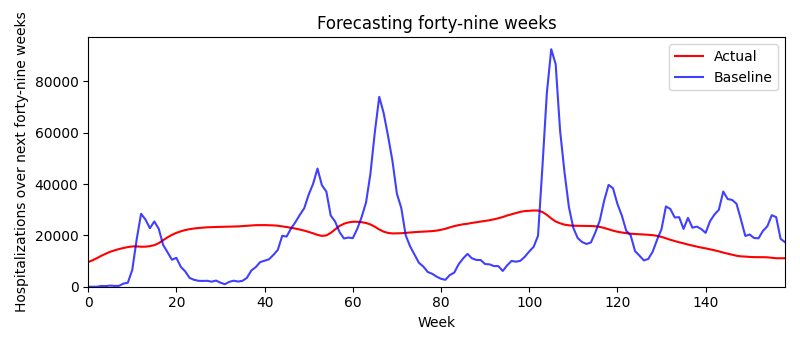 Forecasting forty-nine weeks
Hospitalizations over next forty-nine weeks
80000
60000
40000
20000
0
Actual
Baseline
0 20 40 60 80 100 120 140
Week